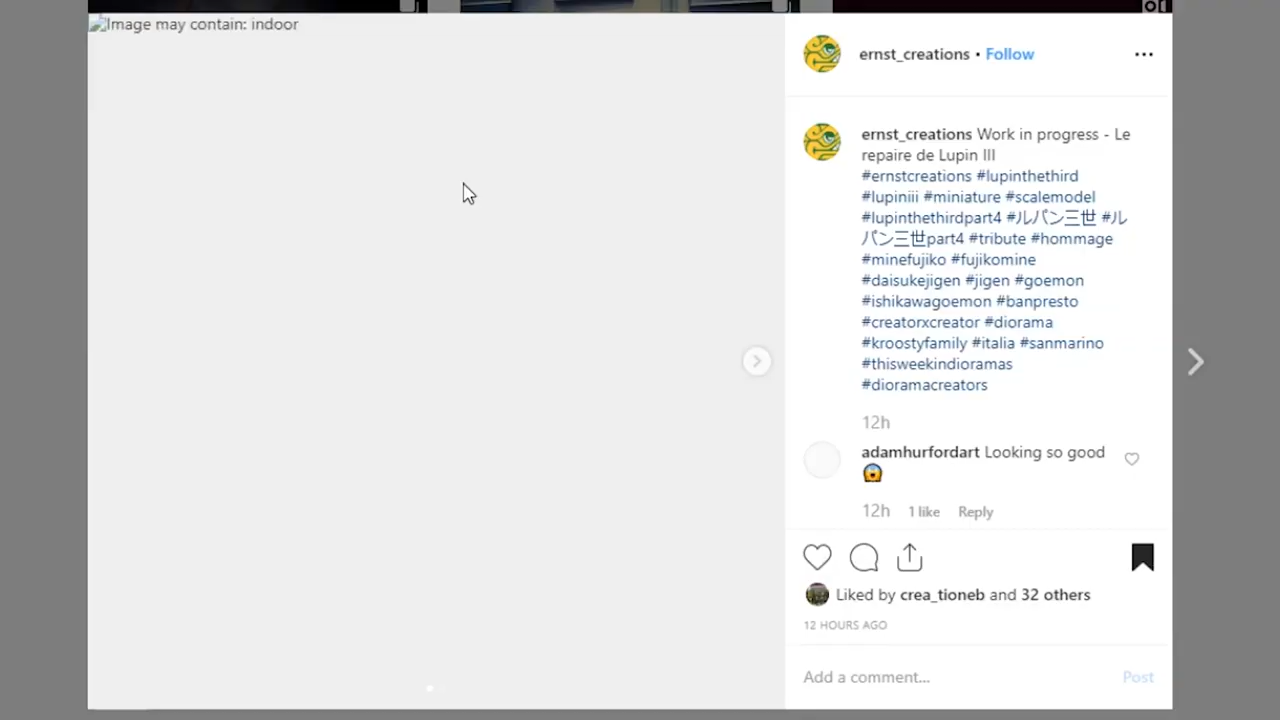 Image may contain: indoor
ernst_creations • Follow
ernst_creations Work in progress - Le
repaire de Lupin III
#ernstcreations #lupinthethird
#lupiniii #miniature #scalemodel
#lupinthethirdpart4 #ルパン三世 #ル
パン三世part4 #tribute #hommage
#minefujiko #fujikomine
#daisukejigen #jigen #goemon
#ishikawagoemon #banpresto
#creatorxcreator #diorama
#kroostyfamily #italia #sanmarino
#thisweekindioramas
#dioramacreators
12h
adamhurfordart Looking so good
12h 1 like Reply
Liked by crea_tioneb and 32 others
12 HOURS AGO
Add a comment... Post